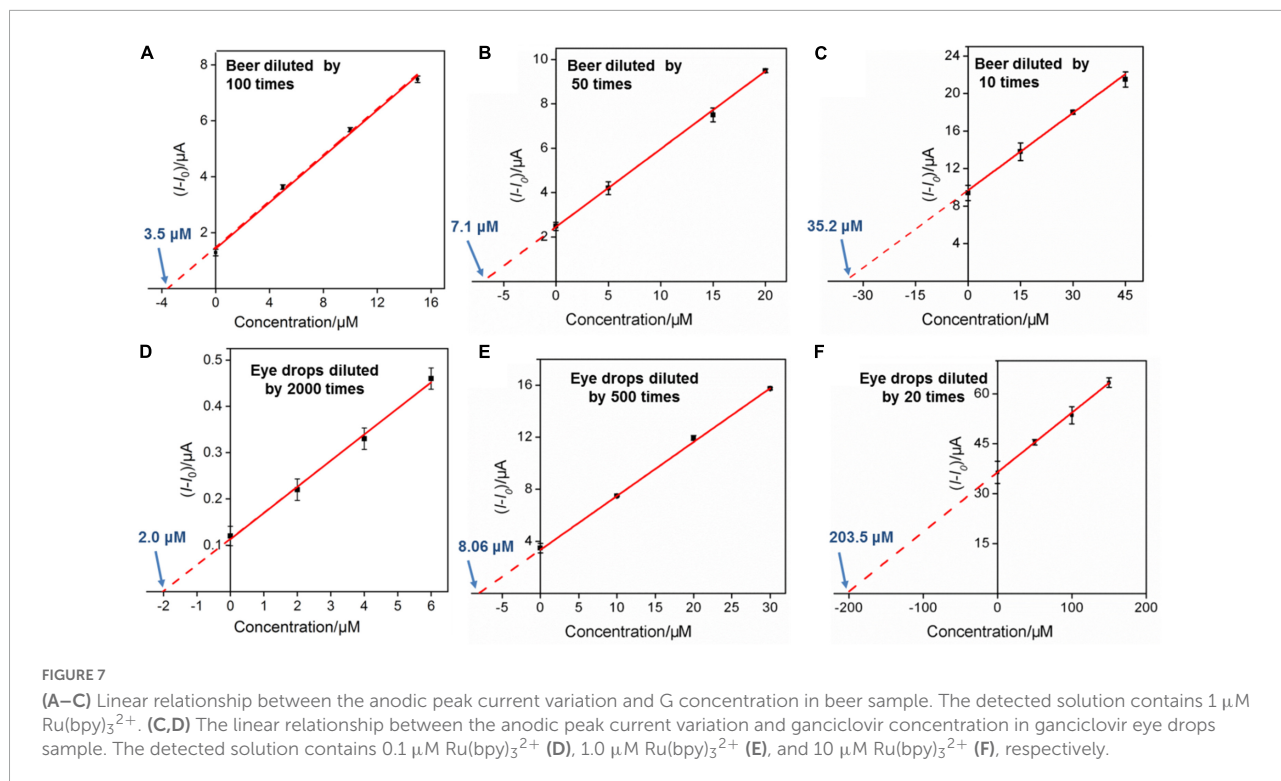 A
Beer diluted by
100 times
8
6
4
2
(I-I₀)/µA
3.5 µM
-4 0 4 8 12 16
Concentration/µM
B
Beer diluted by
50 times
10
8
6
4
2
(I-I₀)/µA
7.1 µM
-5 0 5 10 15 20
Concentration/µM
C
Beer diluted by
10 times
24
20
16
12
8
4
(I-I₀)/µA
35.2 µM
-30 -15 0 15 30 45
Concentration/µM
D
Eye drops diluted
by 2000 times
0.5
0.4
0.3
0.2
0.1
(I-I₀)/µA
2.0 µM
-2 -1 0 1 2 3 4 5 6
Concentration/µM
E
Eye drops diluted
by 500 times
16
12
8
4
(I-I₀)/µA
8.06 µM
-5 0 5 10 15 20 25 30
Concentration/µM
F
Eye drops diluted
by 20 times
60
45
30
15
(I-I₀)/µA
203.5 µM
-200 -100 0 100 200
Concentration/µM
FIGURE 7
(A–C) Linear relationship between the anodic peak current variation and G concentration in beer sample. The detected solution contains 1 µM
Ru(bpy)₃²⁺. (C,D) The linear relationship between the anodic peak current variation and ganciclovir concentration in ganciclovir eye drops
sample. The detected solution contains 0.1 µM Ru(bpy)₃²⁺ (D), 1.0 µM Ru(bpy)₃²⁺ (E), and 10 µM Ru(bpy)₃²⁺ (F), respectively.